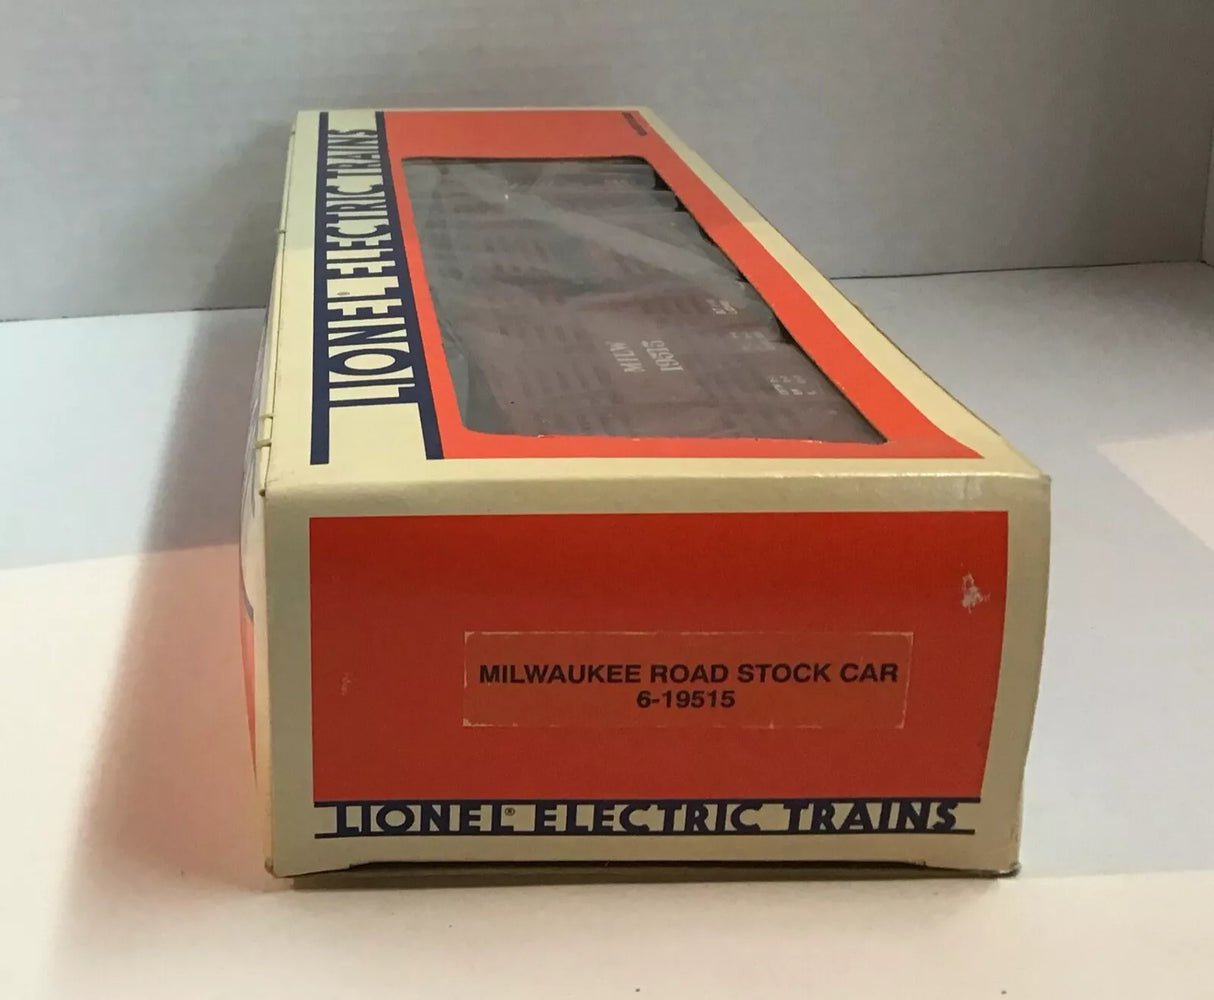 LIONEL® ELECTRIC TRAINS
MILW
19515
MILWAUKEE ROAD STOCK CAR
6-19515
LIONEL® ELECTRIC TRAINS